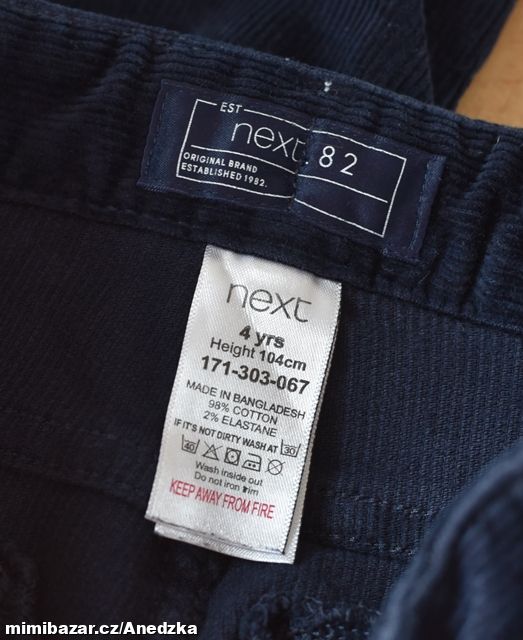 EST
next 82
ORIGINAL BRAND
ESTABLISHED 1982.
next
4 yrs
Height 104cm
171-303-067
MADE IN BANGLADESH
98% COTTON
2% ELASTANE
IF IT'S NOT DIRTY WASH AT 30
40
Wash inside out
Do not iron trim
KEEP AWAY FROM FIRE
mimibazar.cz/Anedzka